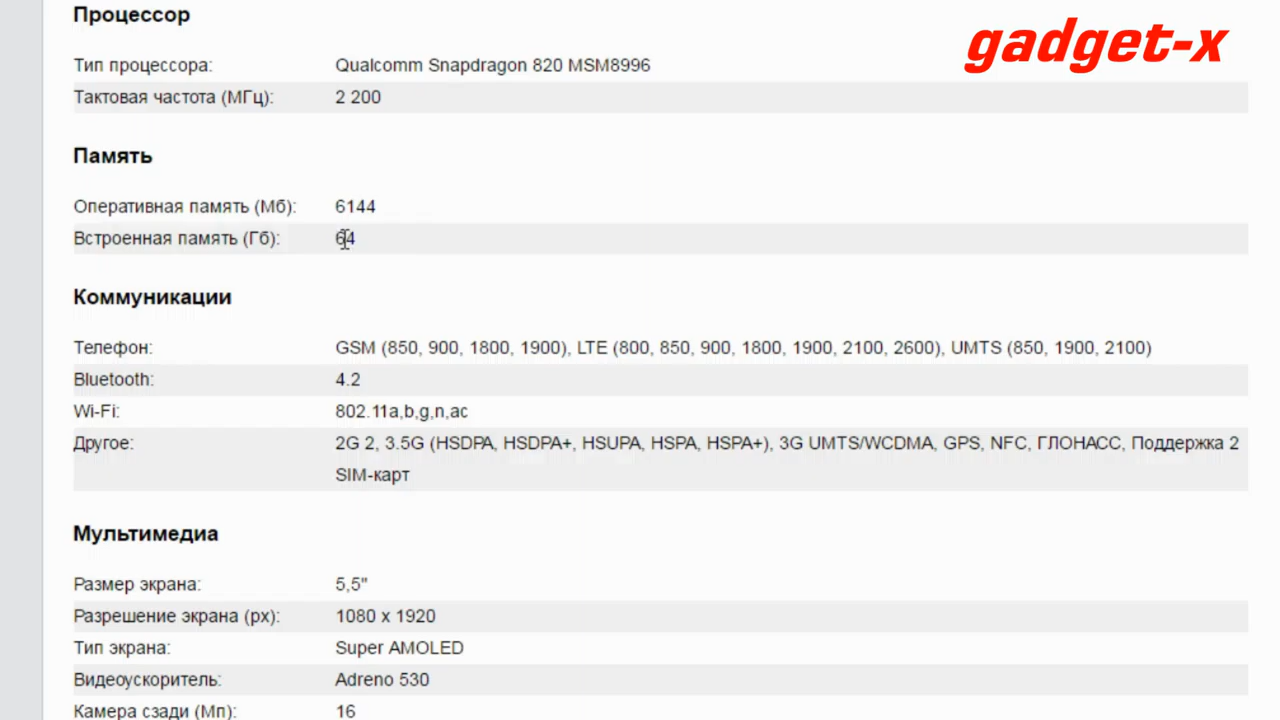 Процессор
gadget-x
Тип процессора: Qualcomm Snapdragon 820 MSM8996
Тактовая частота (МГц): 2 200
Память
Оперативная память (Мб): 6144
Встроенная память (Гб): 64
Коммуникации
Телефон: GSM (850, 900, 1800, 1900), LTE (800, 850, 900, 1800, 1900, 2100, 2600), UMTS (850, 1900, 2100)
Bluetooth: 4.2
Wi-Fi: 802.11a,b,g,n,ac
Другое: 2G 2, 3.5G (HSDPA, HSDPA+, HSUPA, HSPA, HSPA+), 3G UMTS/WCDMA, GPS, NFC, ГЛОНАСС, Поддержка 2
SIM-карт
Мультимедиа
Размер экрана: 5,5"
Разрешение экрана (px): 1080 x 1920
Тип экрана: Super AMOLED
Видеоускоритель: Adreno 530
Камера сзади (Мп): 16